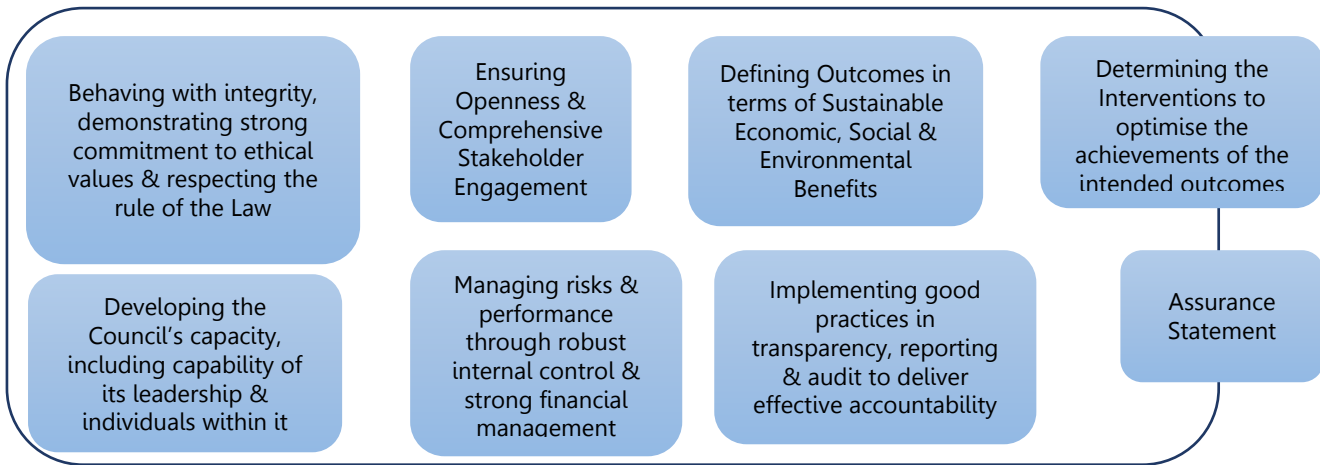 Behaving with integrity,
demonstrating strong
commitment to ethical
values & respecting the
rule of the Law
Ensuring
Openness &
Comprehensive
Stakeholder
Engagement
Defining Outcomes in
terms of Sustainable
Economic, Social &
Environmental
Benefits
Determining the
Interventions to
optimise the
achievements of the
intended outcomes
Developing the
Council's capacity,
including capability of
its leadership &
individuals within it
Managing risks &
performance
through robust
internal control &
strong financial
management
Implementing good
practices in
transparency, reporting
& audit to deliver
effective accountability
Assurance
Statement